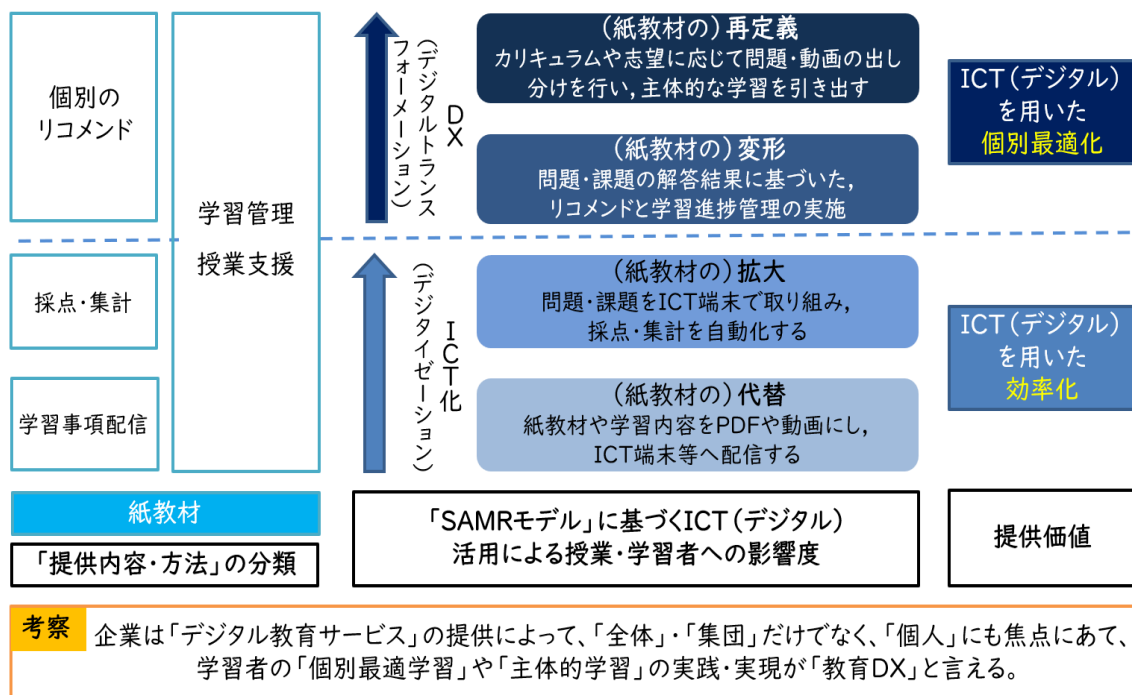 個別の
リコメンド
学習管理
授業支援
採点・集計
学習事項配信
紙教材
「提供内容・方法」の分類
DX
(デジタルトランス
フォーメーション)
ICT化
(デジタイゼーション)
(紙教材の)再定義
カリキュラムや志望に応じて問題・動画の出し
分けを行い,主体的な学習を引き出す
(紙教材の)変形
問題・課題の解答結果に基づいた,
リコメンドと学習進捗管理の実施
(紙教材の)拡大
問題・課題をICT端末で取り組み,
採点・集計を自動化する
(紙教材の)代替
紙教材や学習内容をPDFや動画にし,
ICT端末等へ配信する
「SAMRモデル」に基づくICT(デジタル)
活用による授業・学習者への影響度
ICT(デジタル)
を用いた
個別最適化
ICT(デジタル)
を用いた
効率化
提供価値
考察
企業は「デジタル教育サービス」の提供によって、「全体」・「集団」だけでなく、「個人」にも焦点にあて、
学習者の「個別最適学習」や「主体的学習」の実践・実現が「教育DX」と言える。